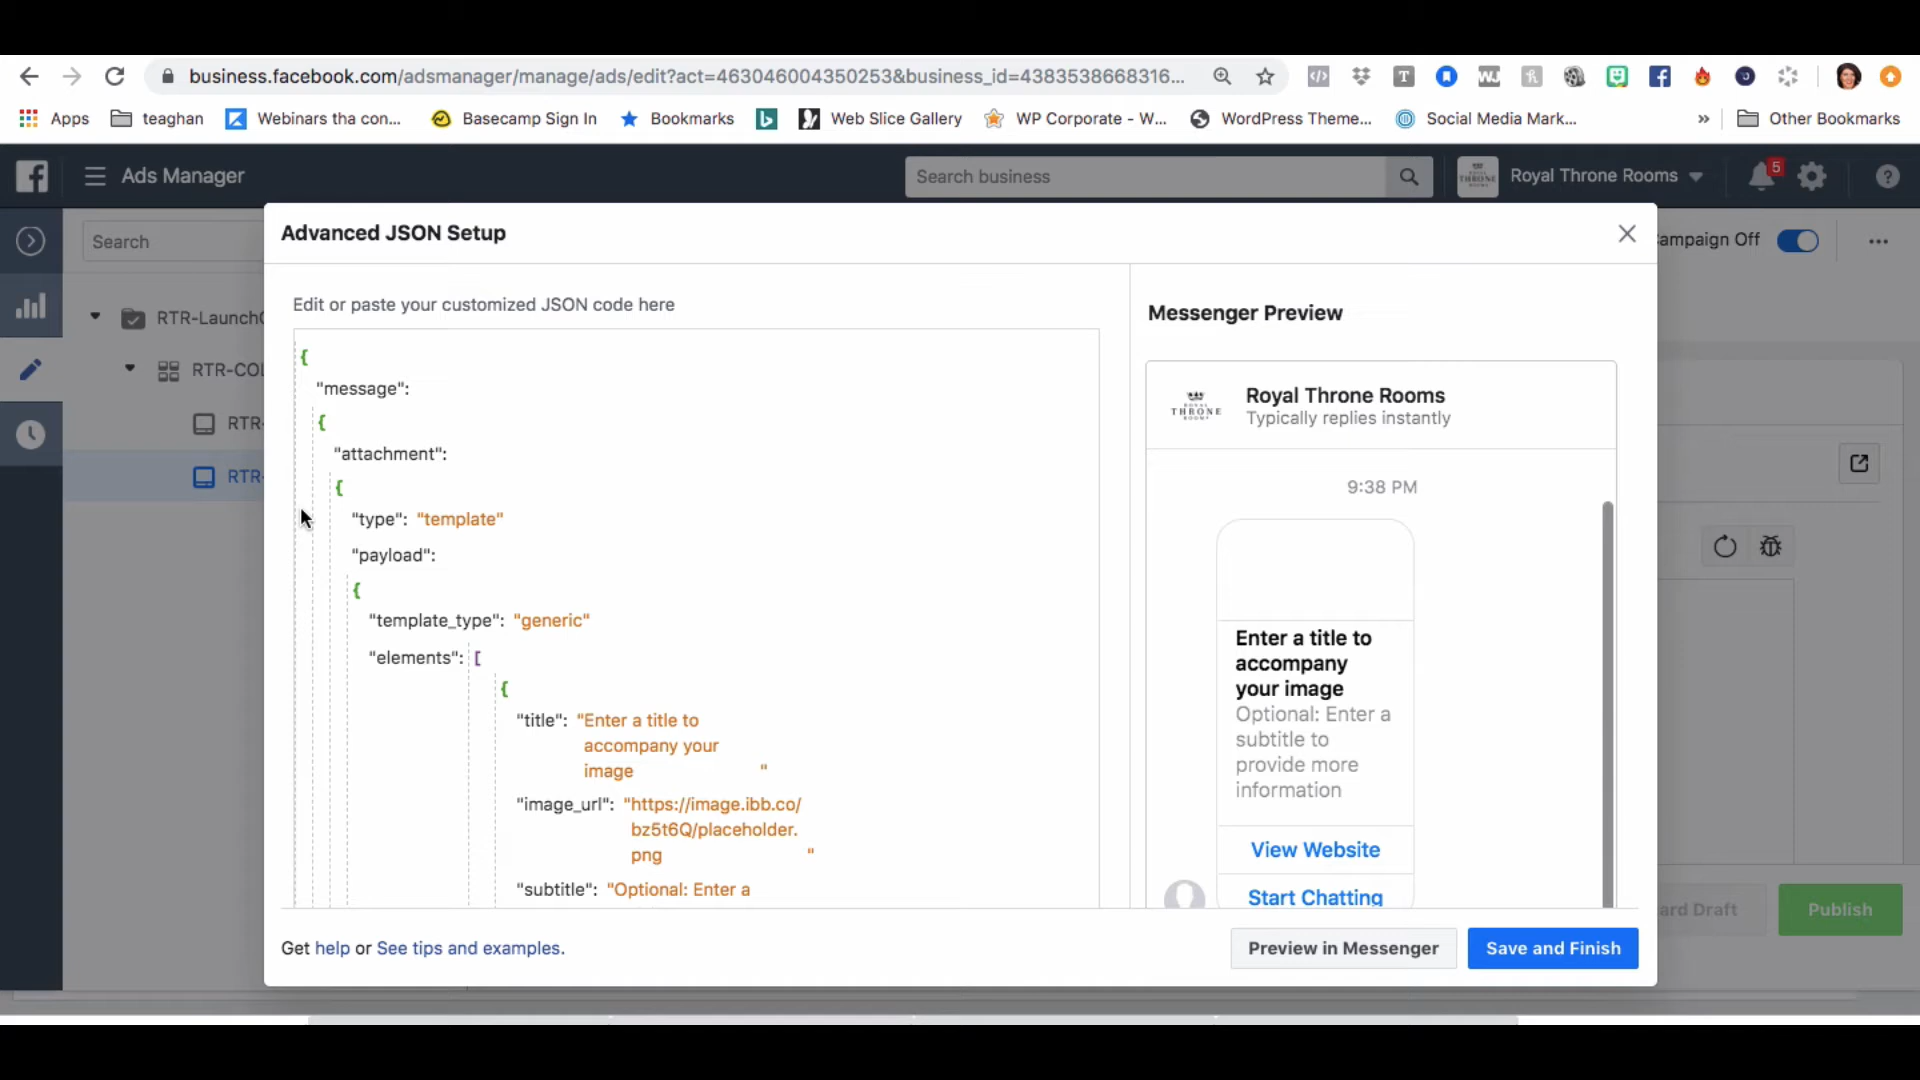 business.facebook.com/adsmanager/manage/ads/edit?act=463046004350253&business_id=4383538668316...
Apps
teaghan
Webinars tha con...
Basecamp Sign In
Bookmarks
Web Slice Gallery
WP Corporate - W...
WordPress Theme...
Social Media Mark...
»
Other Bookmarks
Ads Manager
Search business
Royal Throne Rooms
5
Search
Advanced JSON Setup
ampaign Off
RTR-Launch
RTR-COL
RTR-
RTR-
Edit or paste your customized JSON code here
{
"message":
{
"attachment":
{
"type": "template"
"payload":
{
"template_type": "generic"
"elements": [
{
"title": "Enter a title to
accompany your
image "
"image_url": "https://image.ibb.co/
bz5t6Q/placeholder.
png "
"subtitle": "Optional: Enter a
Messenger Preview
THRONE
Royal Throne Rooms
Typically replies instantly
9:38 PM
Enter a title to
accompany
your image
Optional: Enter a
subtitle to
provide more
information
View Website
Start Chatting
ard Draft
Publish
Get help or See tips and examples.
Preview in Messenger
Save and Finish